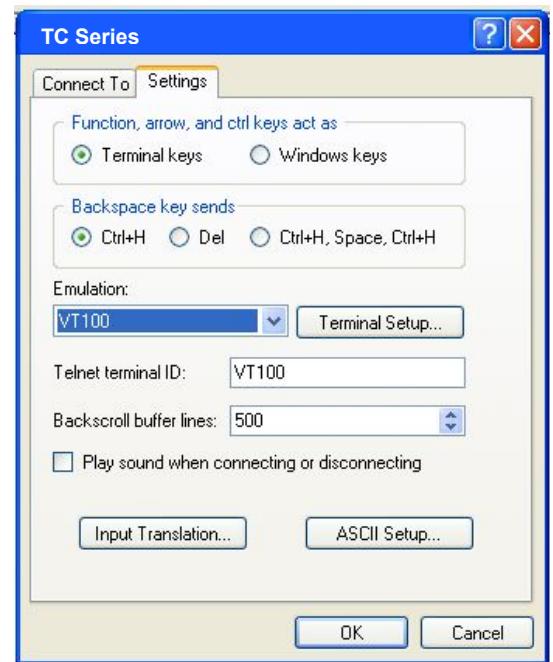 TC Series
Connect To Settings
Function, arrow, and ctrl keys act as
Terminal keys Windows keys
Backspace key sends
Ctrl+H Del Ctrl+H, Space, Ctrl+H
Emulation:
VT100 Terminal Setup...
Telnet terminal ID: VT100
Backscroll buffer lines: 500
Play sound when connecting or disconnecting
Input Translation... ASCII Setup...
OK Cancel